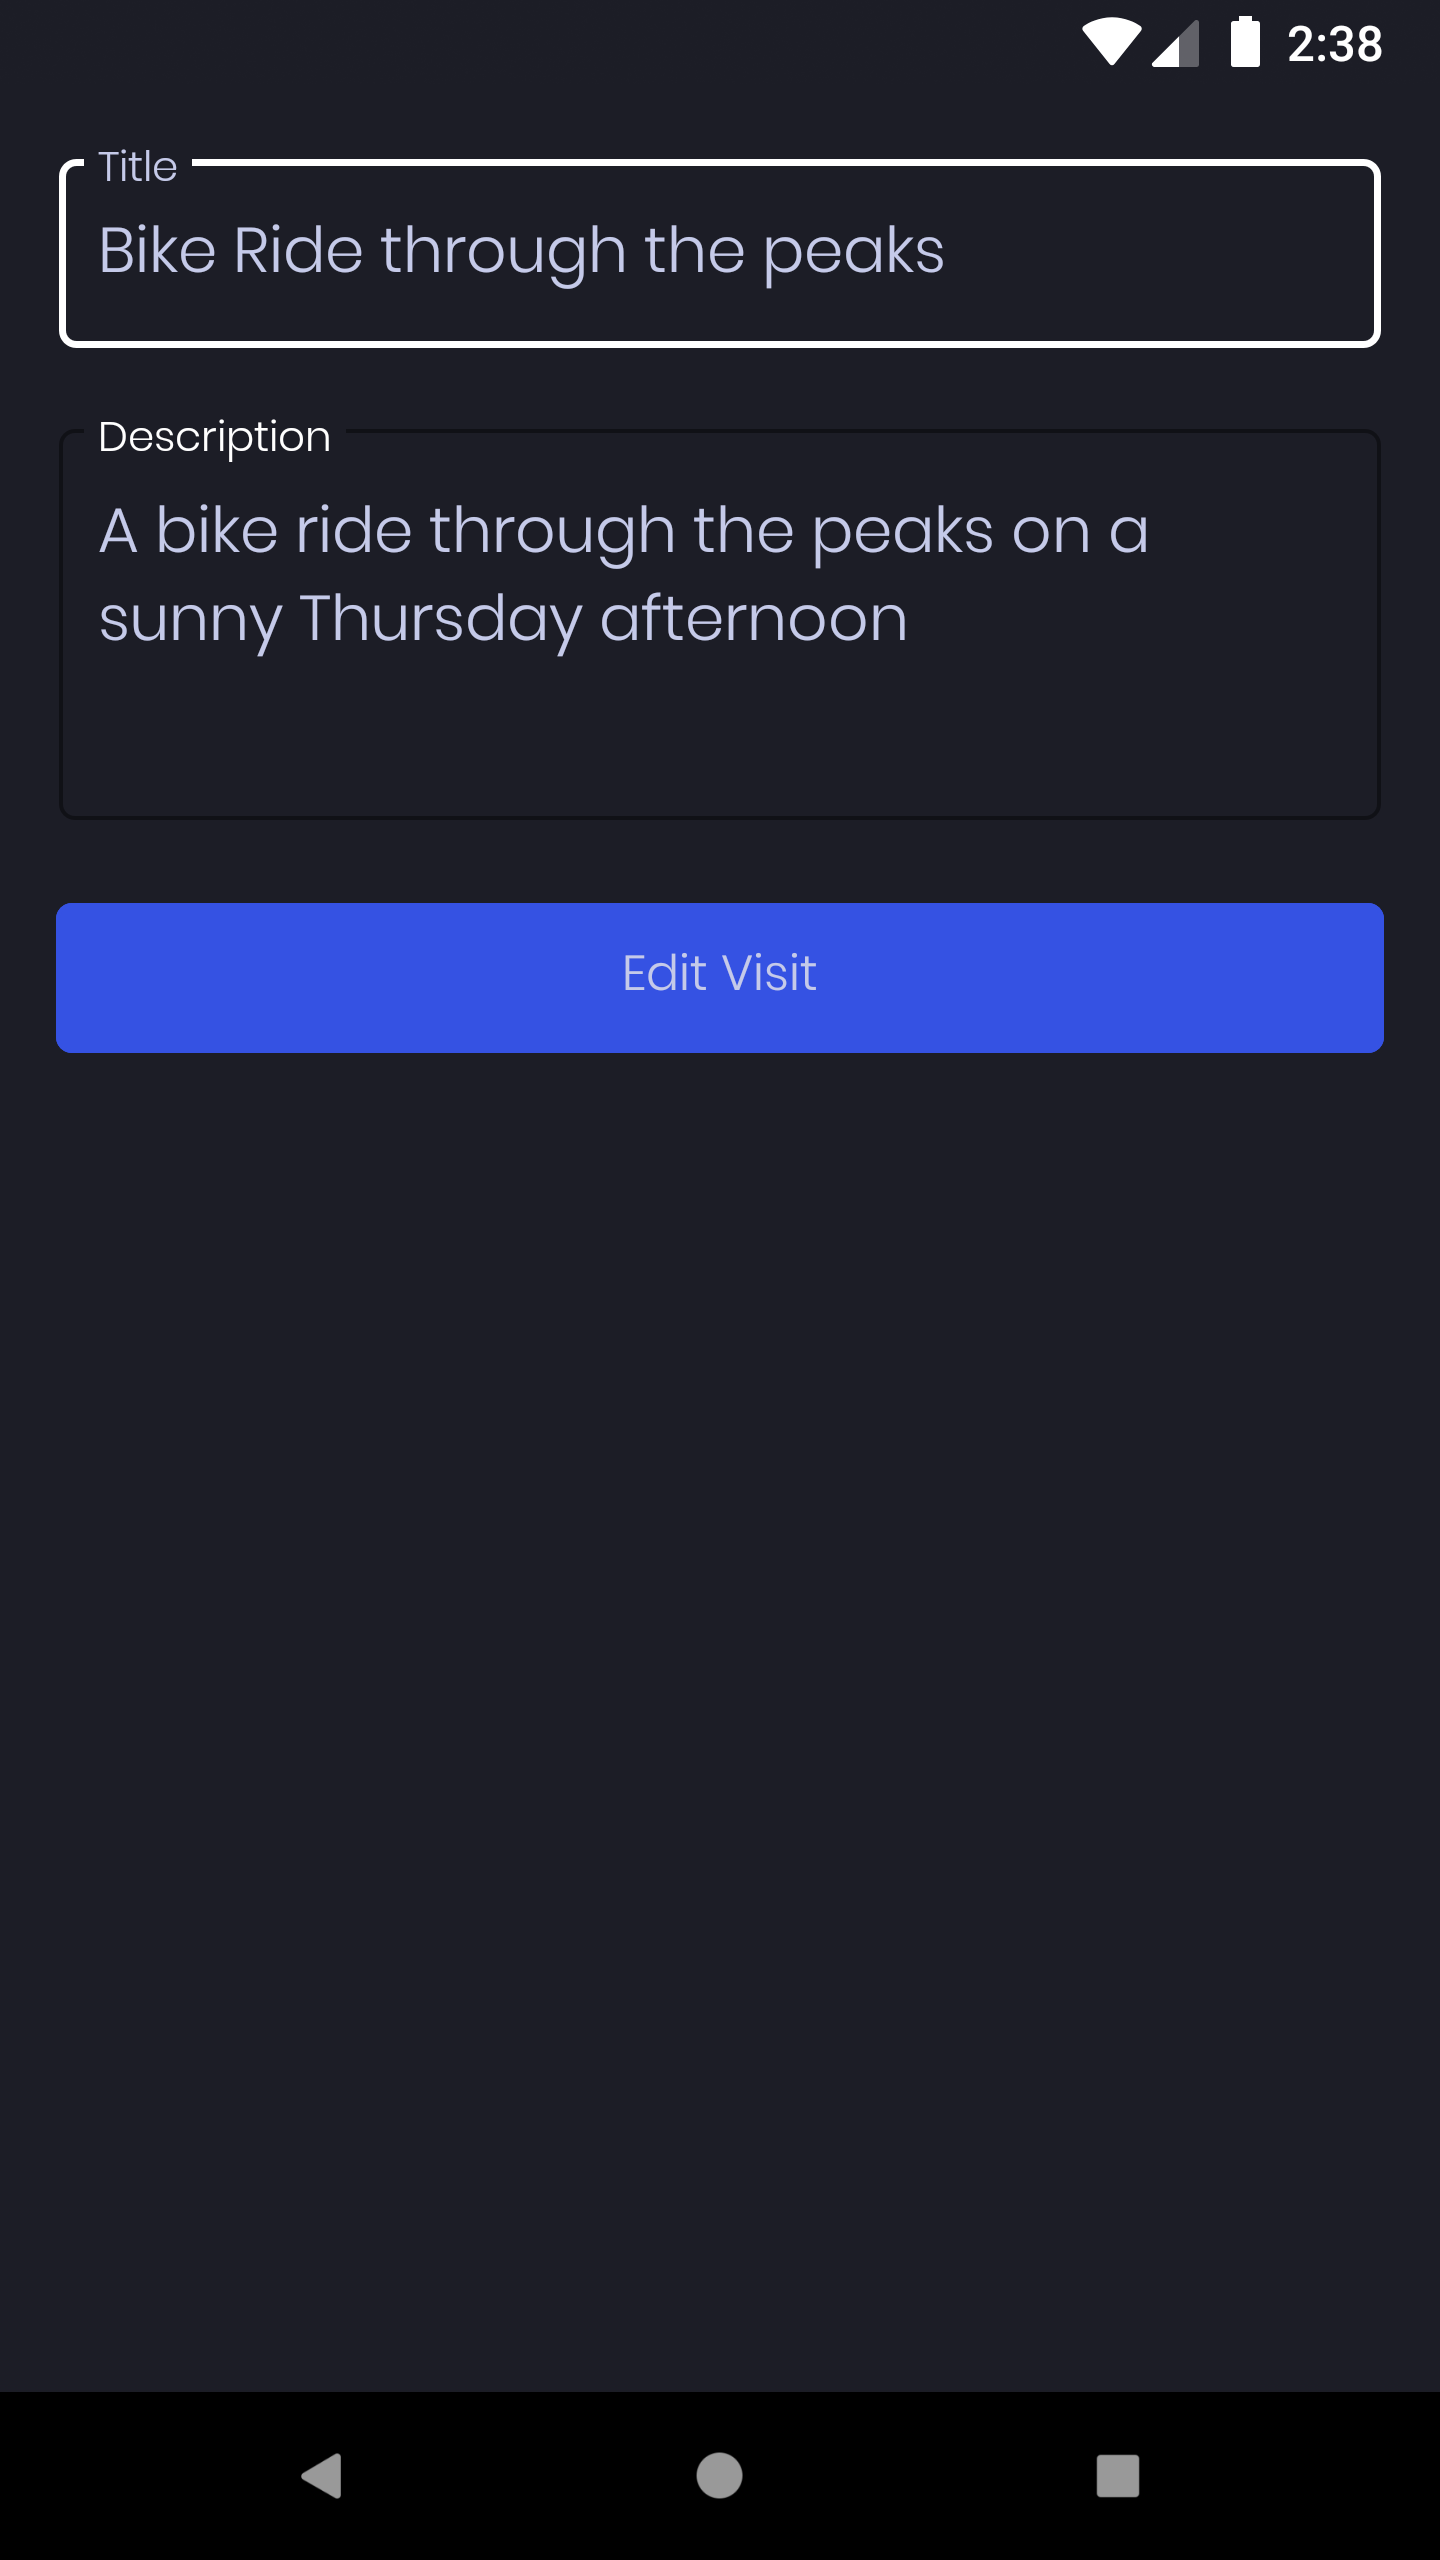 2:38
Title
Bike Ride through the peaks
Description
A bike ride through the peaks on a
sunny Thursday afternoon
Edit Visit